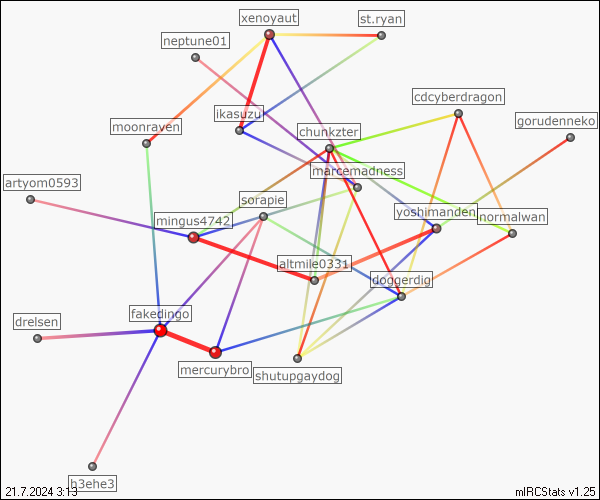 xenoyaut
st.ryan
neptune01
cdcyberdragon
ikasuzu
gorudenneko
moonraven
chunkzter
marcemadness
artyom0593
sorapie
mingus4742
yoshimanden
normalwan
altmile0331
doggerdig
fakedingo
drelsen
mercurybro
shutupgaydog
h3ehe3
21.7.2024 3:13
mIRCStats v1.25